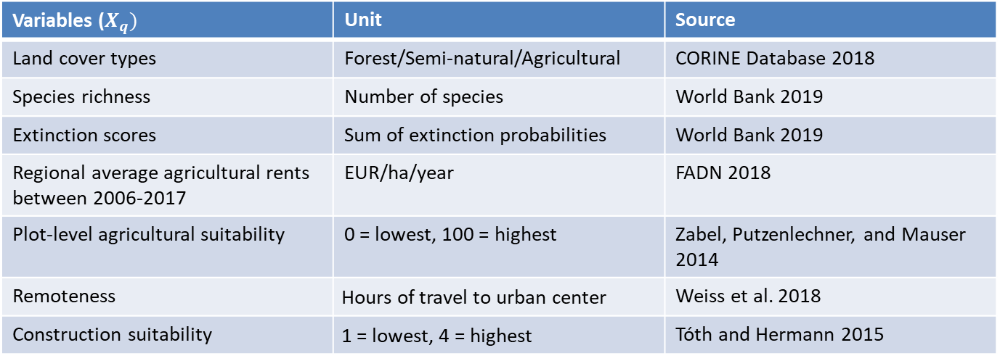 Variables (X_q) Unit Source
Land cover types Forest/Semi-natural/Agricultural CORINE Database 2018
Species richness Number of species World Bank 2019
Extinction scores Sum of extinction probabilities World Bank 2019
Regional average agricultural rents EUR/ha/year FADN 2018
between 2006-2017
Plot-level agricultural suitability 0 = lowest, 100 = highest Zabel, Putzenlechner, and Mauser
2014
Remoteness Hours of travel to urban center Weiss et al. 2018
Construction suitability 1 = lowest, 4 = highest Tóth and Hermann 2015